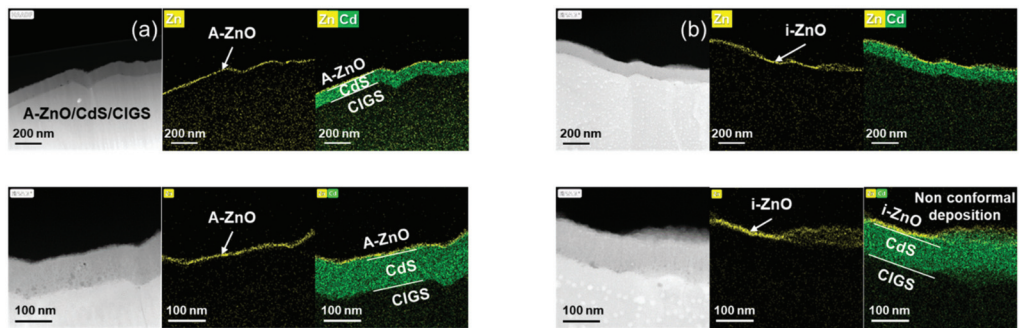 (a)
Zn
A-ZnO
Zn Cd
A-ZnO
CdS
CIGS
A-ZnO/CdS/CIGS
200 nm
200 nm
200 nm
(b)
Zn
i-ZnO
Zn Cd
200 nm
200 nm
200 nm
A-ZnO
A-ZnO
CdS
CIGS
100 nm
100 nm
100 nm
i-ZnO
Non conformal
deposition
i-ZnO
CdS
CIGS
100 nm
100 nm
100 nm